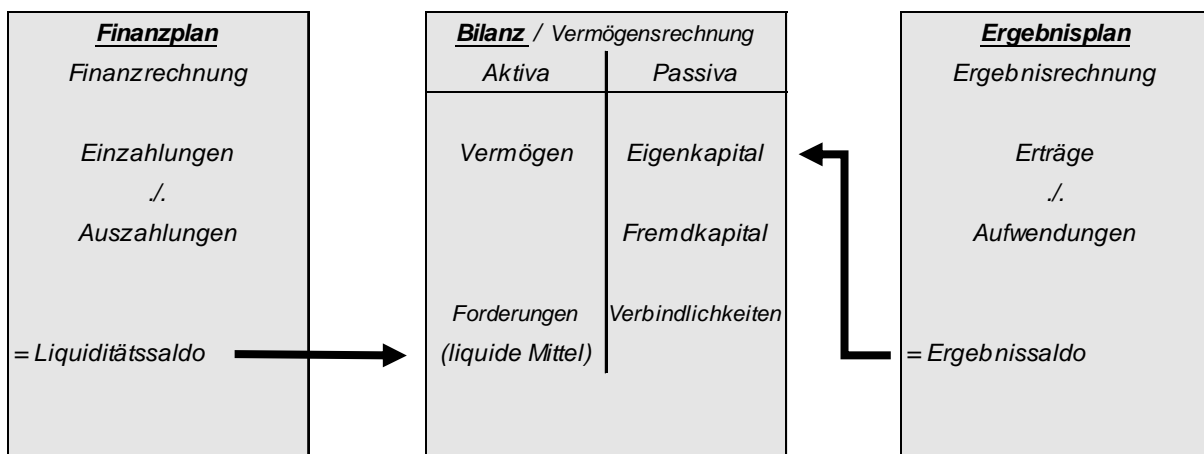 Finanzplan
Finanzrechnung
Einzahlungen
./.
Auszahlungen
= Liquiditätssaldo
Bilanz / Vermögensrechnung
Aktiva Passiva
Vermögen Eigenkapital
Fremdkapital
Forderungen Verbindlichkeiten
(liquide Mittel)
Ergebnisplan
Ergebnisrechnung
Erträge
./.
Aufwendungen
= Ergebnissaldo